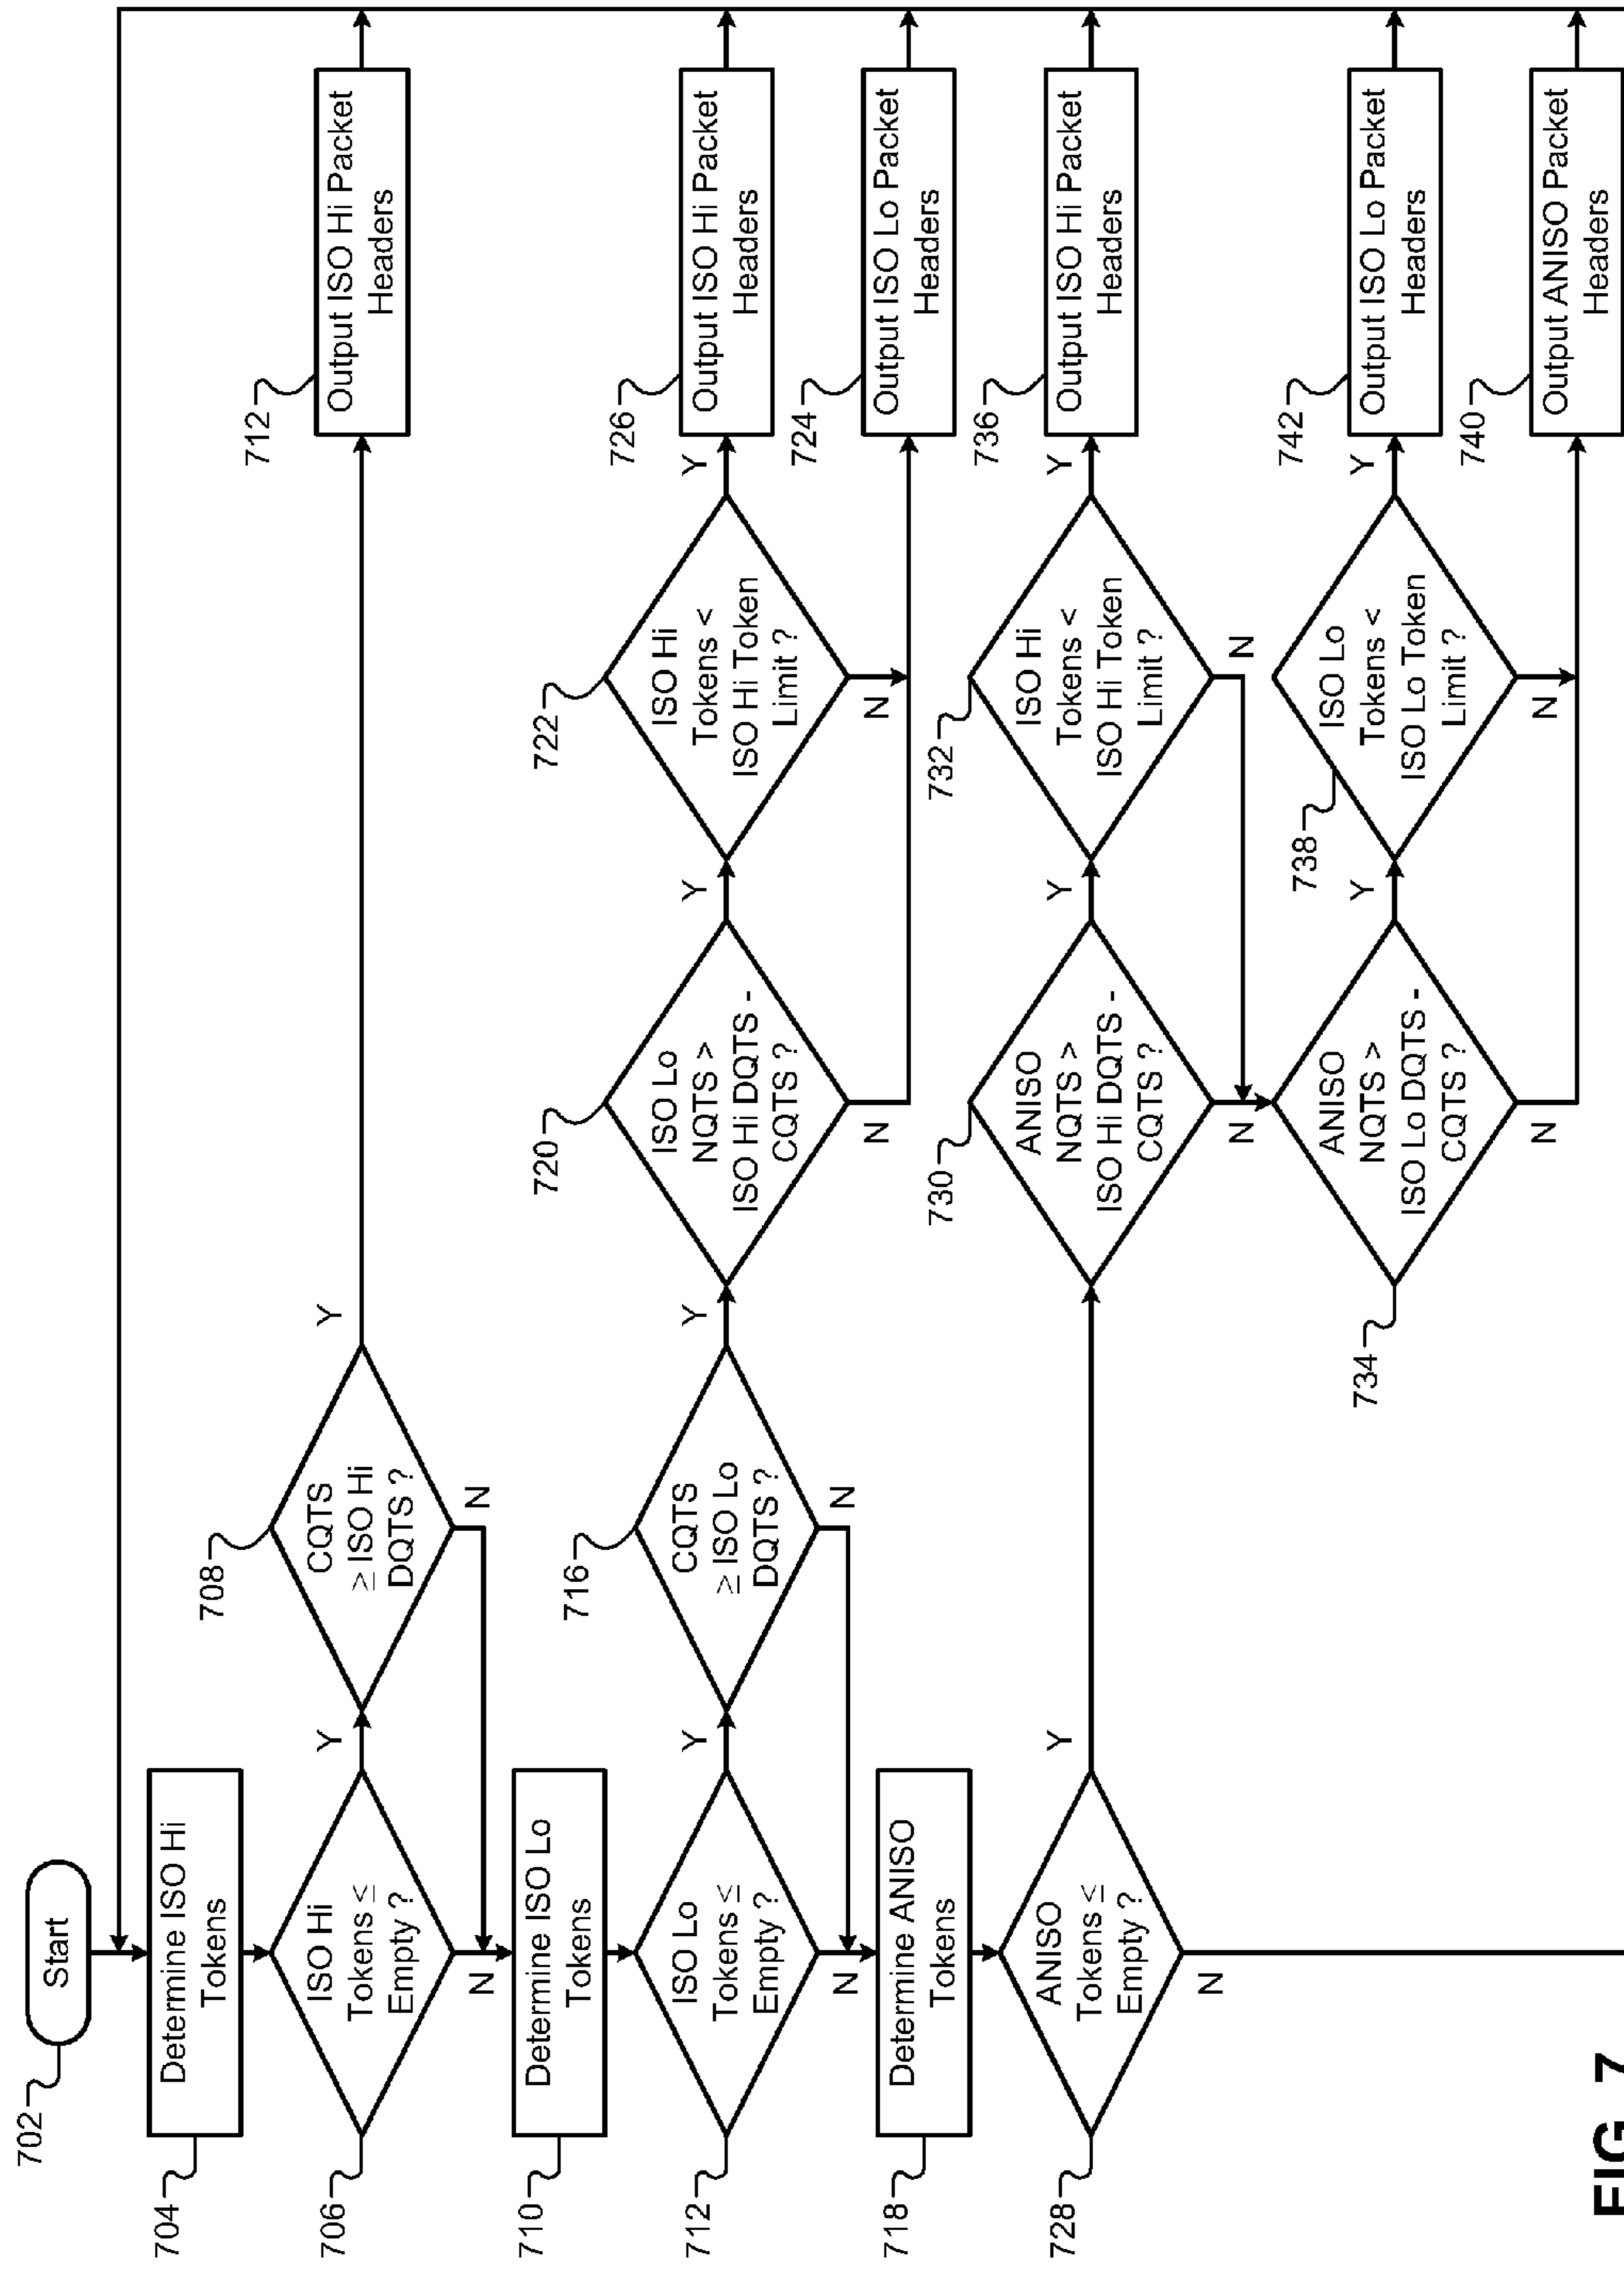 702
Start
704
Determine ISO Hi
Tokens
706
ISO Hi
Tokens ≤
Empty ?
Y
N
708
CQTS
≥ ISO Hi
DQTS ?
Y
N
712
Output ISO Hi Packet
Headers
710
Determine ISO Lo
Tokens
712
ISO Lo
Tokens ≤
Empty ?
Y
N
716
CQTS
≥ ISO Lo
DQTS ?
Y
N
720
ISO Lo
NQTS >
ISO Hi DQTS -
CQTS ?
Y
N
722
ISO Hi
Tokens <
ISO Hi Token
Limit ?
Y
N
726
Output ISO Hi Packet
Headers
724
Output ISO Lo Packet
Headers
718
Determine ANISO
Tokens
728
ANISO
Tokens ≤
Empty ?
Y
N
730
ANISO
NQTS >
ISO Hi DQTS -
CQTS ?
Y
N
732
ISO Hi
Tokens <
ISO Hi Token
Limit ?
Y
N
736
Output ISO Hi Packet
Headers
734
ANISO
NQTS >
ISO Lo DQTS -
CQTS ?
Y
N
738
ISO Lo
Tokens <
ISO Lo Token
Limit ?
Y
N
742
Output ISO Lo Packet
Headers
740
Output ANISO Packet
Headers
FIG. 7